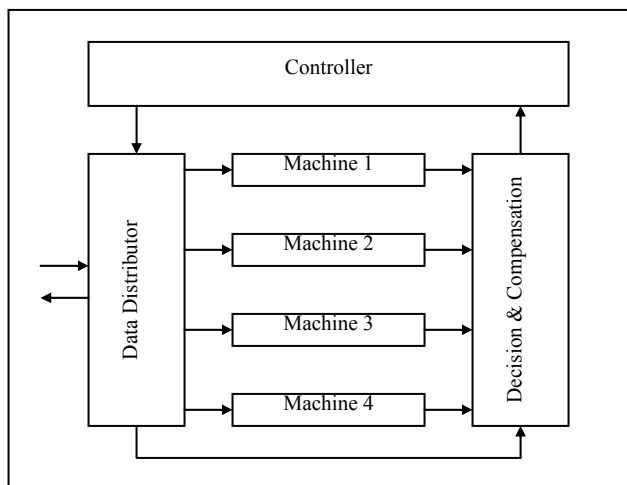 Controller
Data Distributor
Machine 1
Machine 2
Machine 3
Machine 4
Decision & Compensation